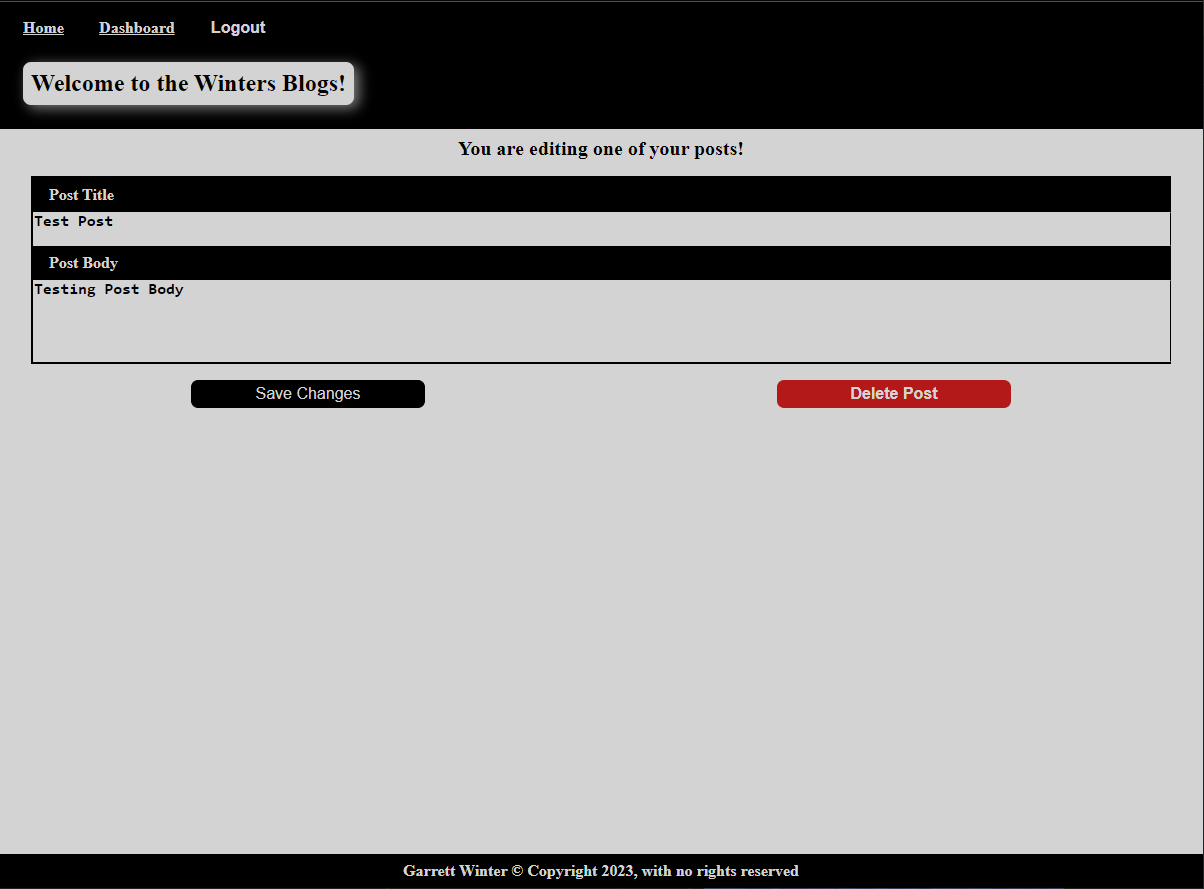 Home Dashboard Logout
Welcome to the Winters Blogs!
You are editing one of your posts!
Post Title
Test Post
Post Body
Testing Post Body
Save Changes Delete Post
Garrett Winter © Copyright 2023, with no rights reserved